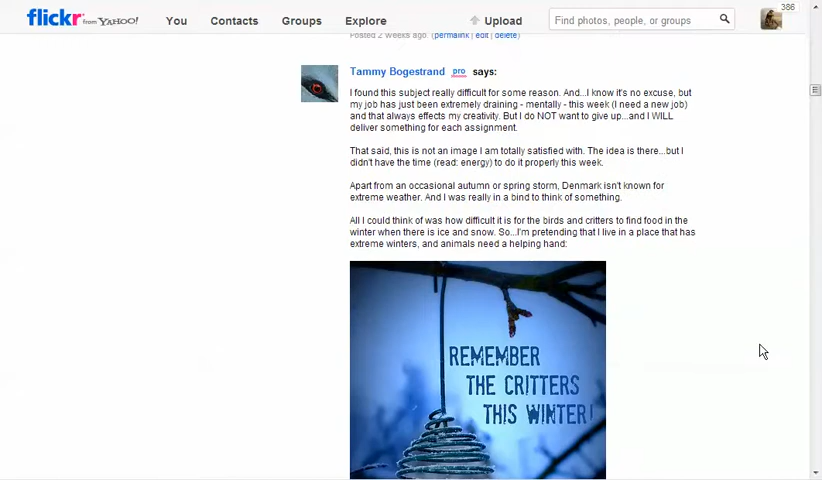 flickr from YAHOO! You Contacts Groups Explore Upload Find photos, people, or groups 386
Posted 2 weeks ago. (permalink | edit | delete)
Tammy Bogestrand pro says:
I found this subject really difficult for some reason. And...I know it's no excuse, but
my job has just been extremely draining - mentally - this week (I need a new job)
and that always effects my creativity. But I do NOT want to give up...and I WILL
deliver something for each assignment.
That said, this is not an image I am totally satisfied with. The idea is there...but I
didn't have the time (read: energy) to do it properly this week.
Apart from an occasional autumn or spring storm, Denmark isn't known for
extreme weather. And I was really in a bind to think of something.
All I could think of was how difficult it is for the birds and critters to find food in the
winter when there is ice and snow. So...I'm pretending that I live in a place that has
extreme winters, and animals need a helping hand:
REMEMBER
THE CRITTERS
THIS WINTER!